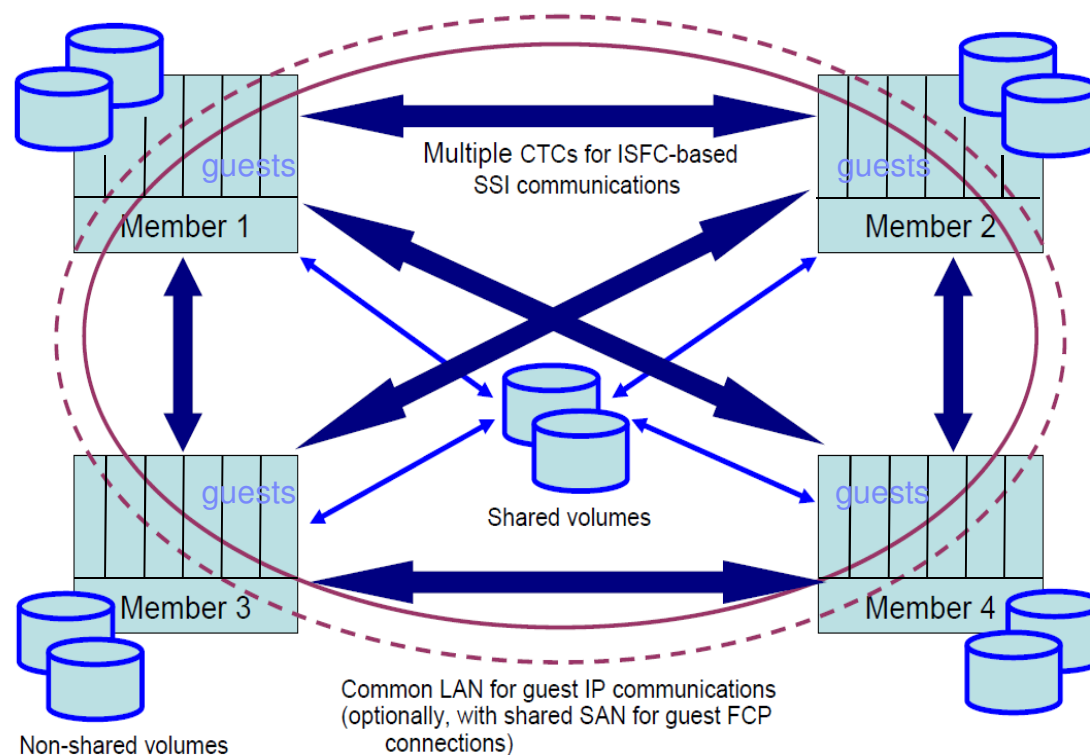 guests
guests
Multiple CTCs for ISFC-based
SSI communications
Member 1
Member 2
guests
guests
Shared volumes
Member 3
Member 4
Common LAN for guest IP communications
(optionally, with shared SAN for guest FCP
connections)
Non-shared volumes